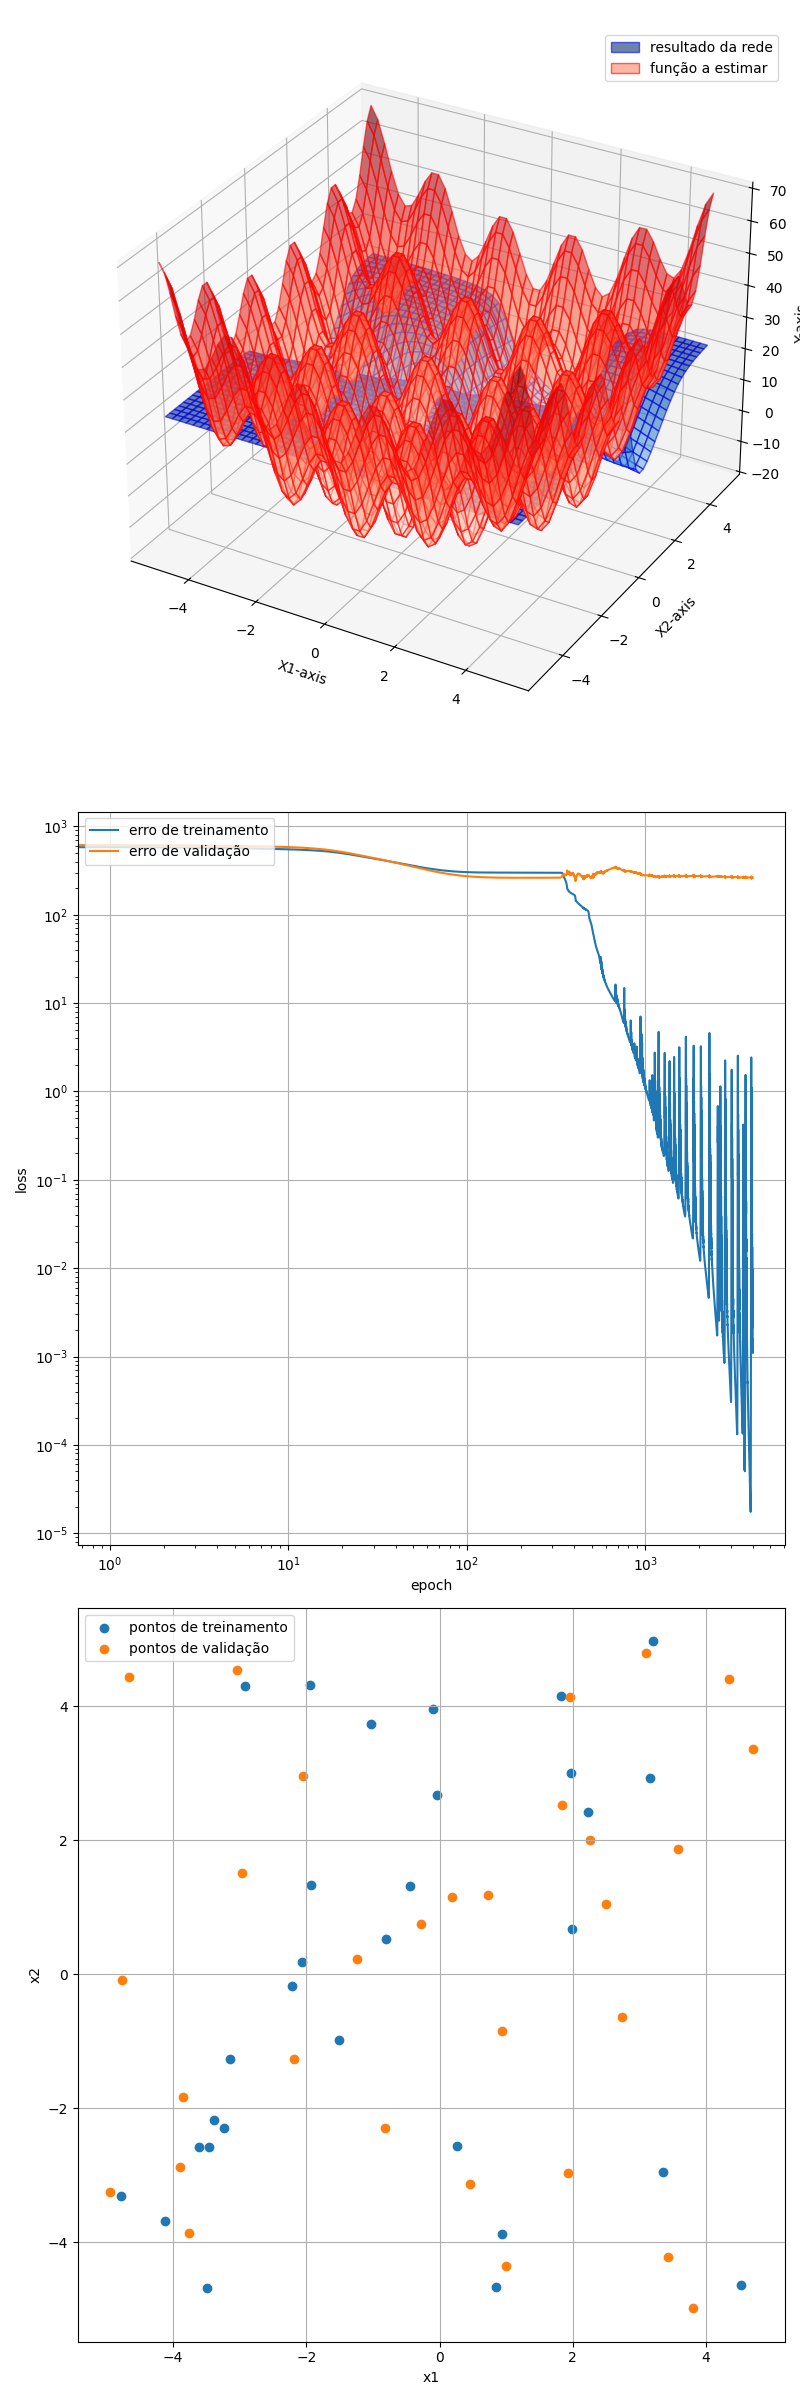 resultado da rede
função a estimar
70
60
50
40
30
20
10
0
−10
−20
−4
−2
0
2
4
X1-axis
−4
−2
0
2
4
X2-axis
10³
10²
10¹
10⁰
10⁻¹
10⁻²
10⁻³
10⁻⁴
10⁻⁵
erro de treinamento
erro de validação
loss
10⁰ 10¹ 10² 10³
epoch
pontos de treinamento
pontos de validação
4
2
0
−2
−4
x2
−4 −2 0 2 4
x1